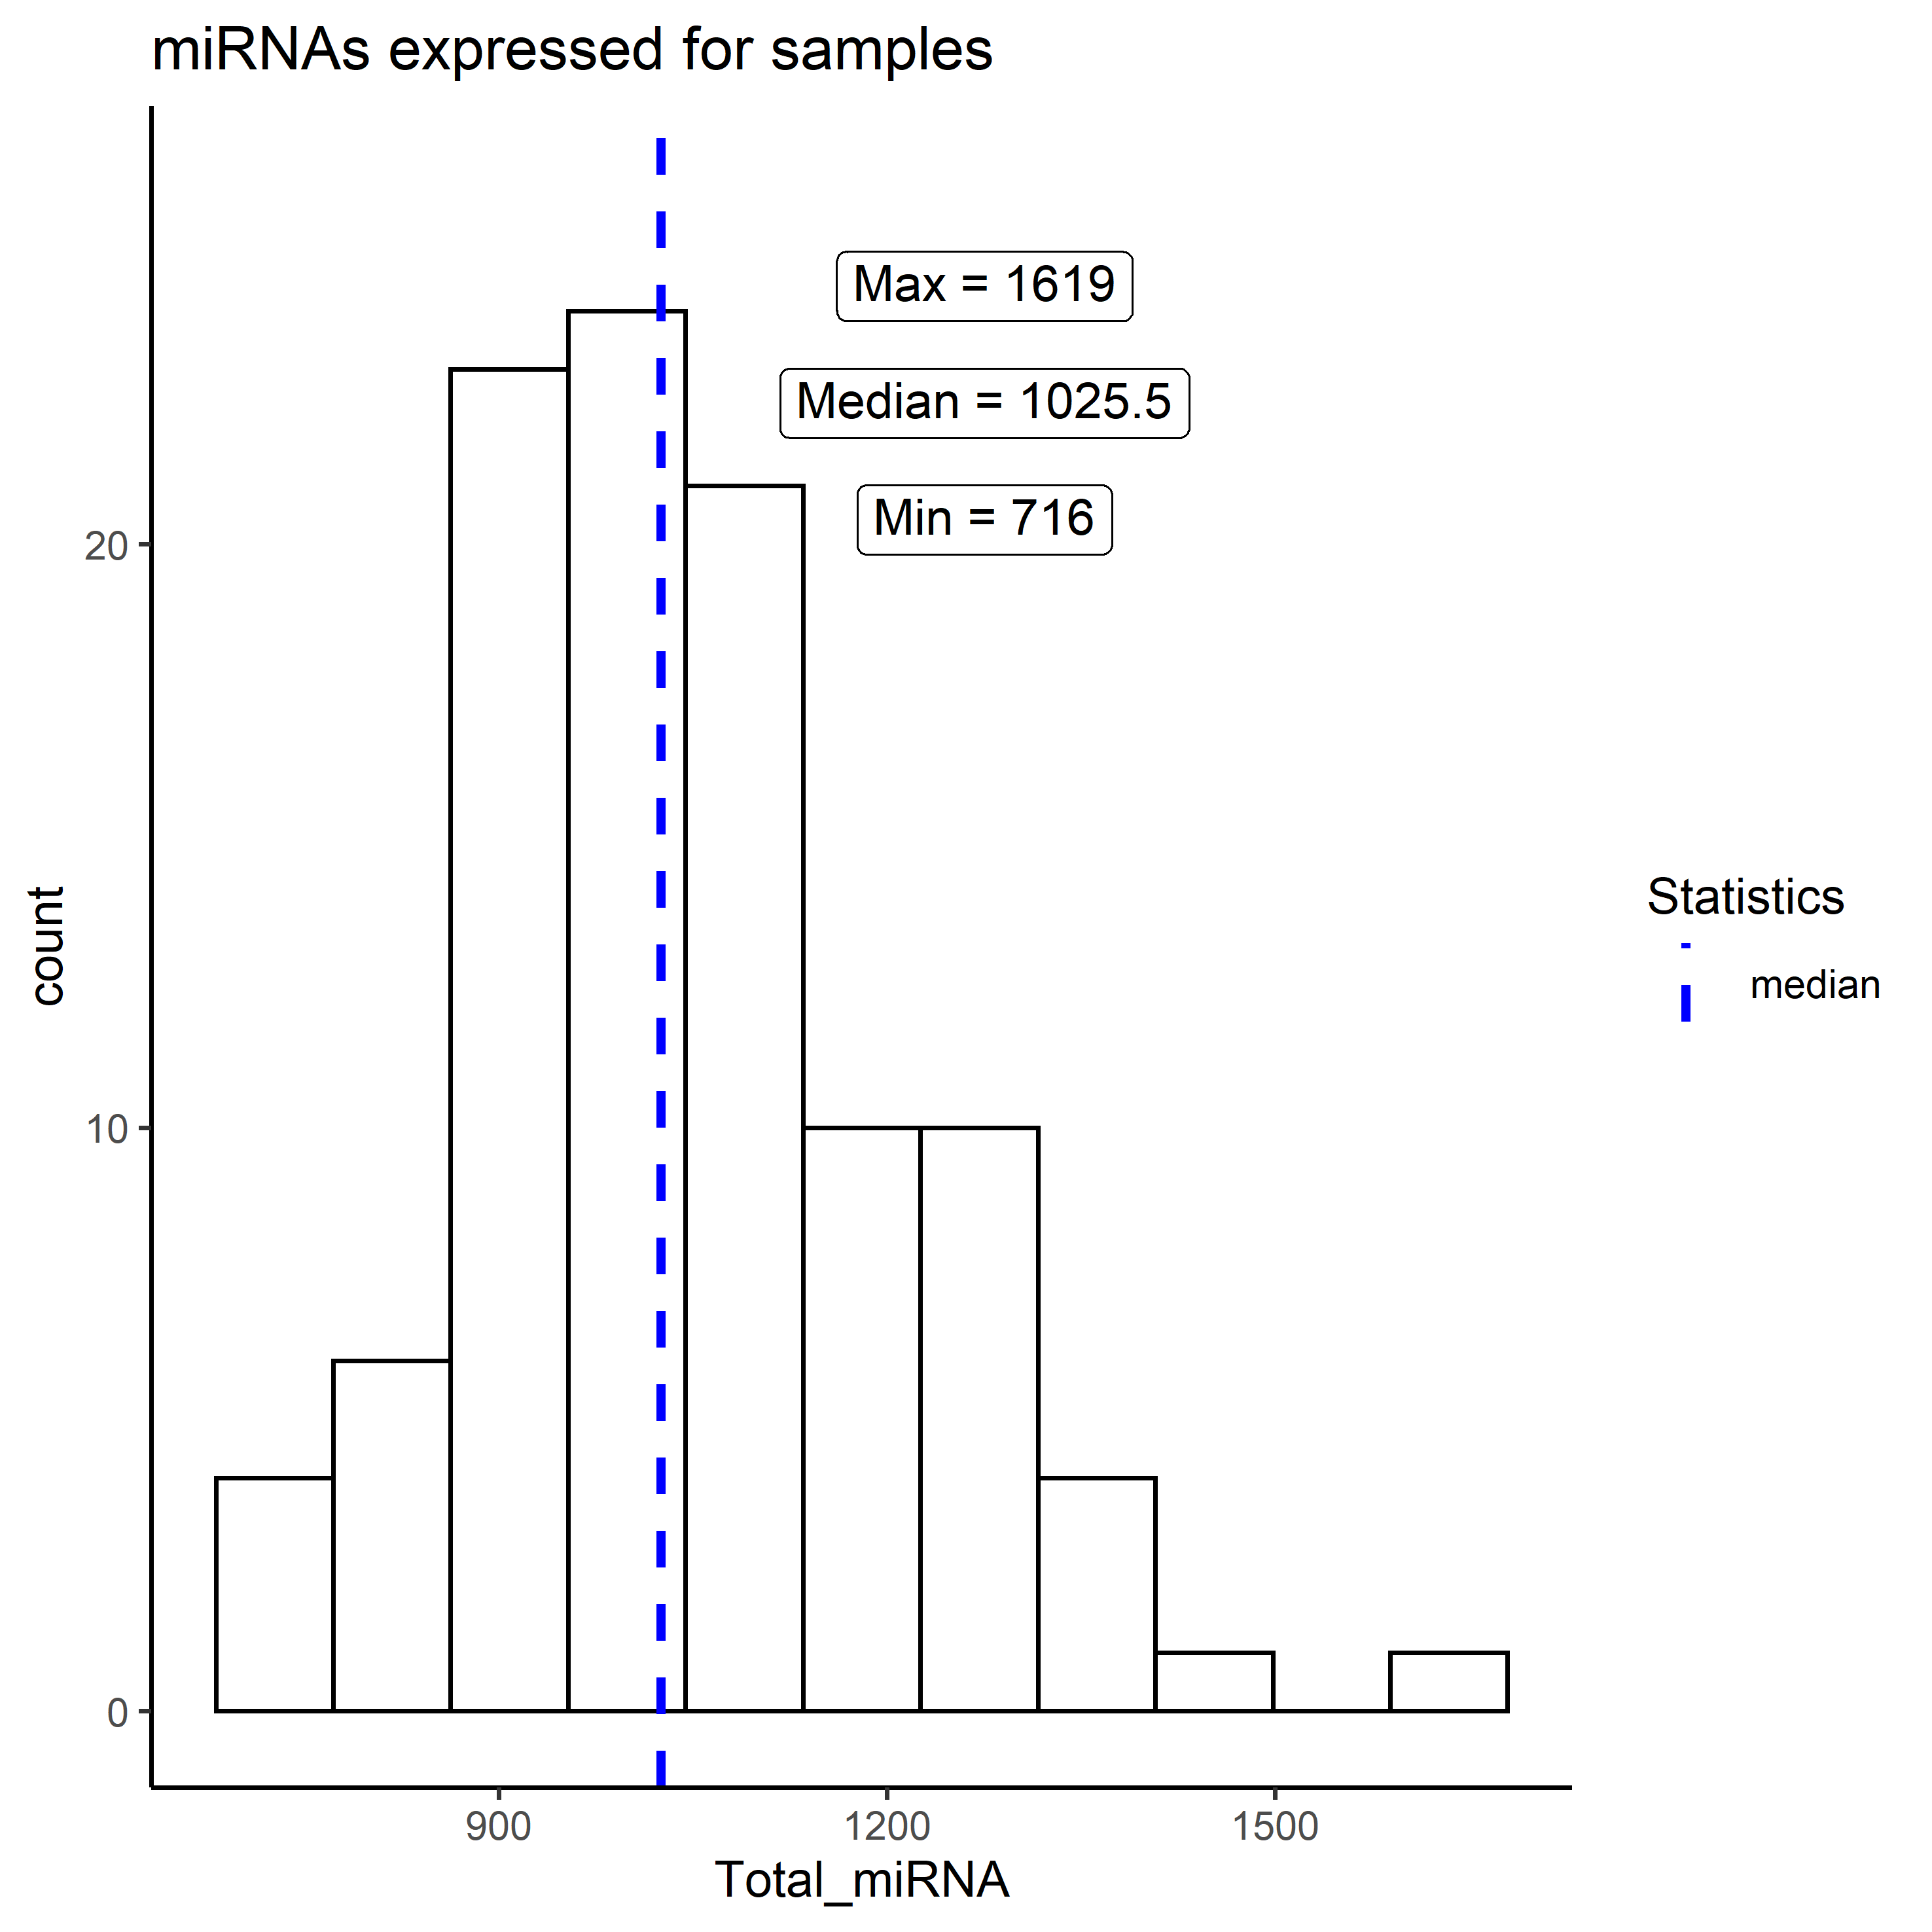 miRNAs expressed for samples
Max = 1619
Median = 1025.5
Min = 716
20
10
0
count
900
1200
1500
Total_miRNA
Statistics
median